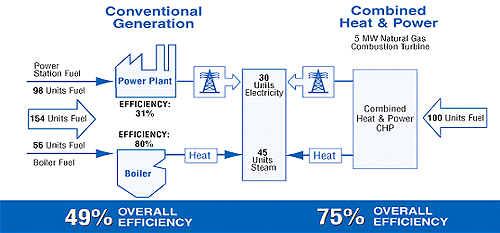 Conventional
Generation
Combined
Heat & Power
5 MW Natural Gas
Combustion Turbine
Power
Station Fuel
98 Units Fuel
154 Units Fuel
56 Units Fuel
Boiler Fuel
Power Plant
EFFICIENCY:
31%
EFFICIENCY:
80%
Boiler
Heat
30
Units
Electricity
45
Units
Steam
Heat
Combined
Heat & Power
CHP
100 Units Fuel
49% OVERALL
EFFICIENCY
75% OVERALL
EFFICIENCY